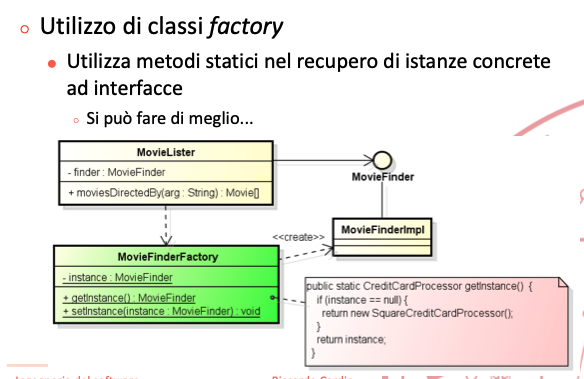 Utilizzo di classi factory
Utilizza metodi statici nel recupero di istanze concrete
ad interfacce
Si può fare di meglio...
MovieLister
- finder : MovieFinder
+ moviesDirectedBy(arg : String) : Movie[]
MovieFinder
<<create>>
MovieFinderImpl
MovieFinderFactory
- instance : MovieFinder
+ getInstance() : MovieFinder
+ setInstance(instance : MovieFinder) : void
public static CreditCardProcessor getInstance() {
if (instance == null) {
return new SquareCreditCardProcessor();
}
return instance;
}